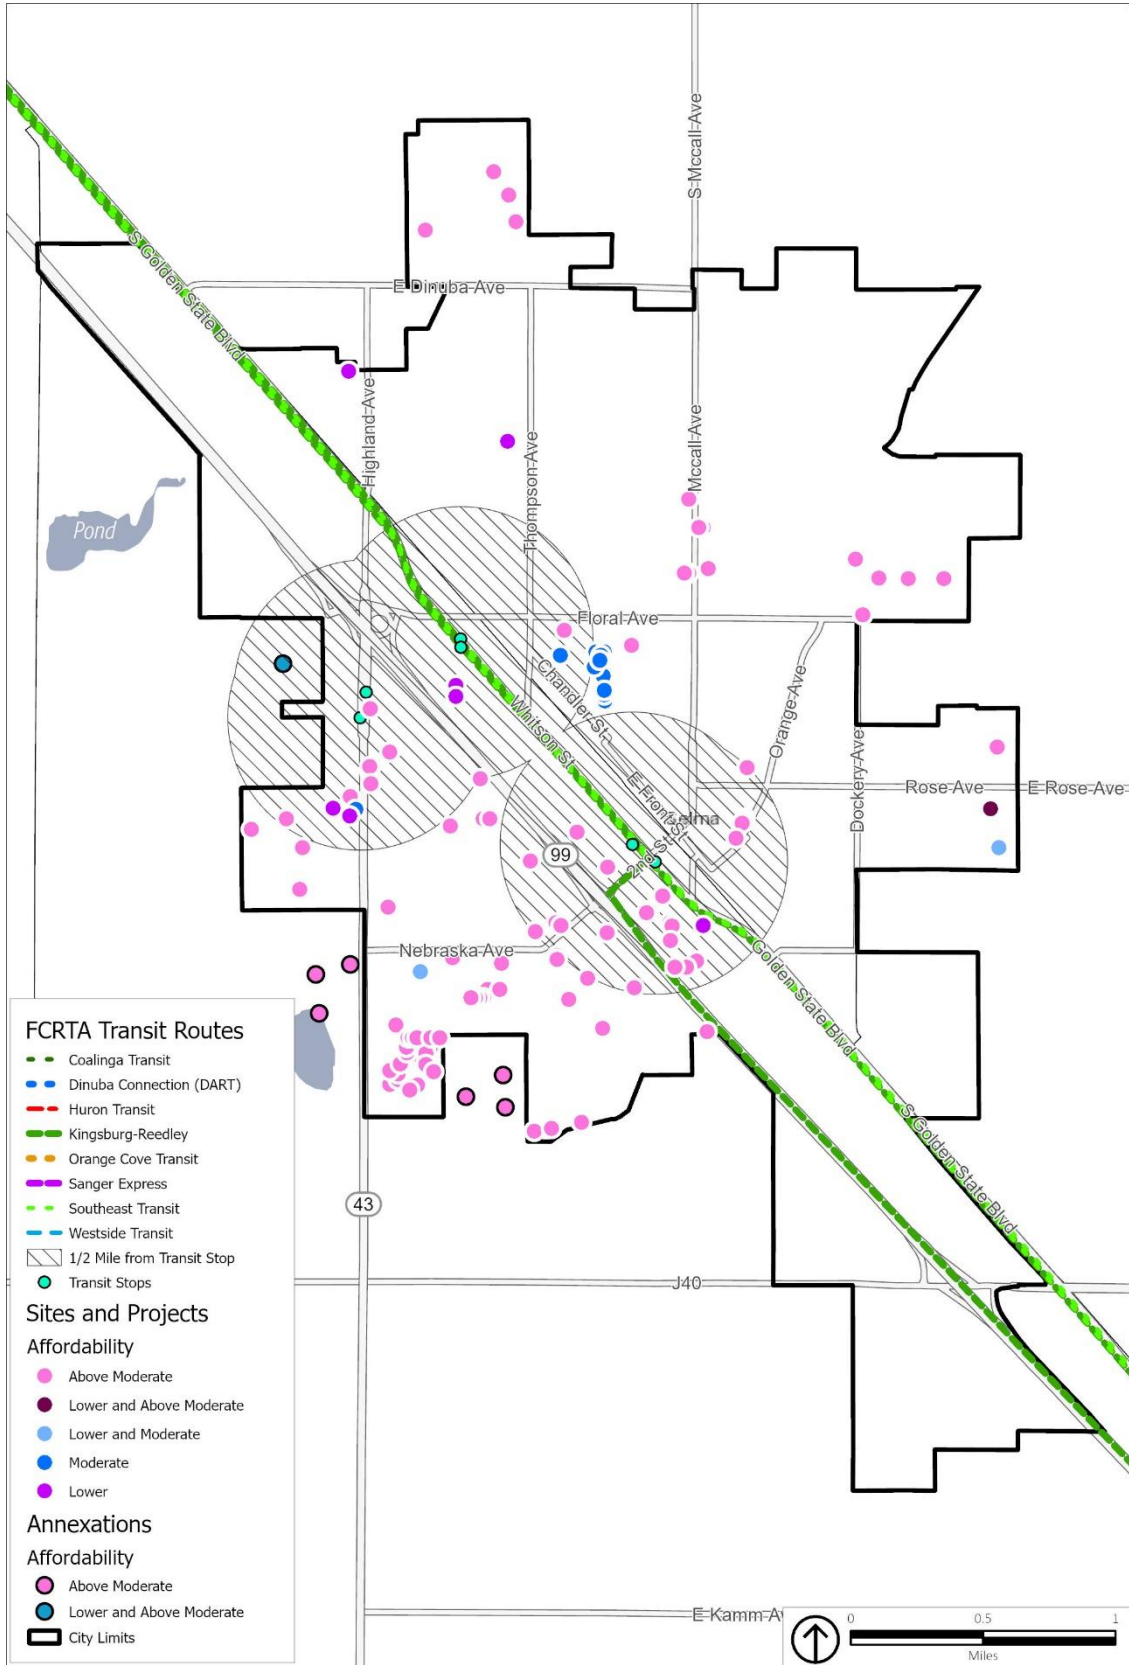 S Mccall Ave
S Golden State Blvd
E Dinuba Ave
Highland Ave
Thompson Ave
Mccall Ave
Pond
Floral Ave
Chandler St
Whitson St
Orange Ave
E Front St
Dockery Ave
Rose Ave
E Rose Ave
Selma
2nd St
99
Nebraska Ave
Golden State Blvd
S Golden State Blvd
43
J40
E Kamm Av
FCRTA Transit Routes
Coalinga Transit
Dinuba Connection (DART)
Huron Transit
Kingsburg-Reedley
Orange Cove Transit
Sanger Express
Southeast Transit
Westside Transit
1/2 Mile from Transit Stop
Transit Stops
Sites and Projects
Affordability
Above Moderate
Lower and Above Moderate
Lower and Moderate
Moderate
Lower
Annexations
Affordability
Above Moderate
Lower and Above Moderate
City Limits
0 0.5 1
Miles